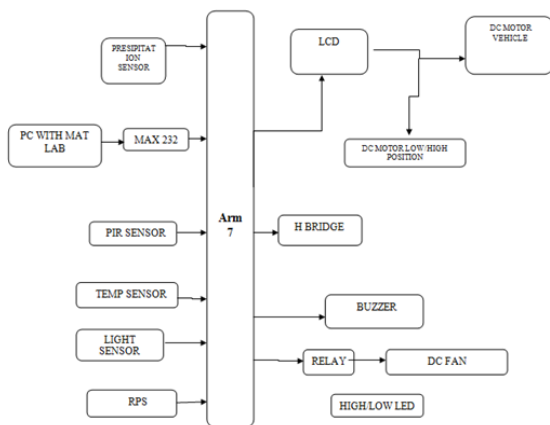 PRESIPITAT
ION
SENSOR
PC WITH MAT
LAB
MAX 232
PIR SENSOR
TEMP SENSOR
LIGHT
SENSOR
RPS
Arm
7
LCD
DC MOTOR
VEHICLE
DC MOTOR LOW/HIGH
POSITION
H BRIDGE
BUZZER
RELAY
DC FAN
HIGH/LOW LED